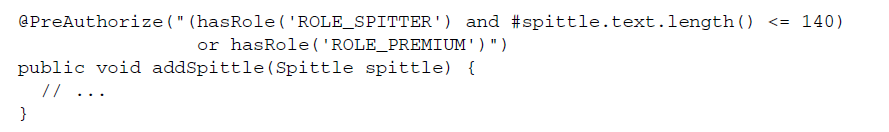 @PreAuthorize("(hasRole('ROLE_SPITTER') and #spittle.text.length() <= 140)
                or hasRole('ROLE_PREMIUM')")
public void addSpittle(Spittle spittle) {
  // ...
}